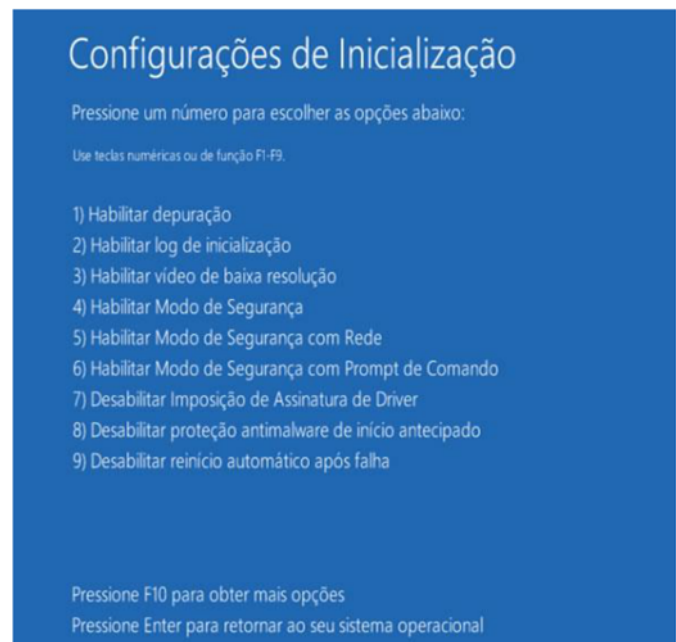 Configurações de Inicialização
Pressione um número para escolher as opções abaixo:
Use teclas numéricas ou de função F1-F9.
1) Habilitar depuração
2) Habilitar log de inicialização
3) Habilitar vídeo de baixa resolução
4) Habilitar Modo de Segurança
5) Habilitar Modo de Segurança com Rede
6) Habilitar Modo de Segurança com Prompt de Comando
7) Desabilitar Imposição de Assinatura de Driver
8) Desabilitar proteção antimalware de início antecipado
9) Desabilitar reinício automático após falha
Pressione F10 para obter mais opções
Pressione Enter para retornar ao seu sistema operacional